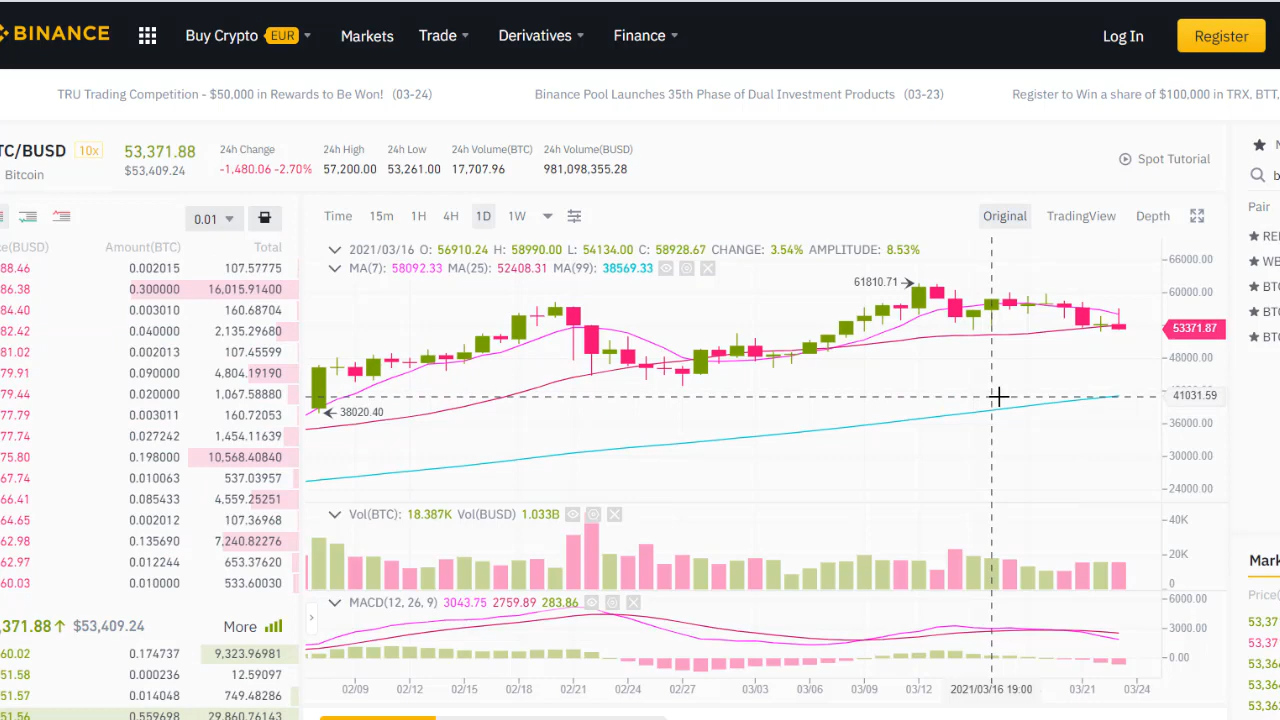 BINANCE
Buy Crypto EUR Markets Trade Derivatives Finance Log In Register
TRU Trading Competition - $50,000 in Rewards to Be Won! (03-24) Binance Pool Launches 35th Phase of Dual Investment Products (03-23) Register to Win a share of $100,000 in TRX, BTT,
TC/BUSD 10x 53,371.88 24h Change 24h High 24h Low 24h Volume(BTC) 24h Volume(BUSD)
Bitcoin $53,409.24 -1,480.06 -2.70% 57,200.00 53,261.00 17,707.96 981,098,355.28
Spot Tutorial
0.01
Time 15m 1H 4H 1D 1W Original TradingView Depth
Pair
e(BUSD) Amount(BTC) Total
88.46 0.002015 107.57775
86.38 0.300000 16,015.91400
84.40 0.003010 160.68704
82.42 0.040000 2,135.29680
81.02 0.002013 107.45599
79.91 0.090000 4,804.19190
79.44 0.020000 1,067.58880
77.79 0.003011 160.72053
77.74 0.027242 1,454.11639
75.80 0.198000 10,568.40840
67.74 0.010063 537.03957
66.41 0.085433 4,559.25251
64.65 0.002012 107.36968
62.98 0.135690 7,240.82276
62.97 0.012244 653.37620
60.03 0.010000 533.60030
,371.88 $53,409.24 More
60.02 0.174737 9,323.96981
51.58 0.000236 12.59547
51.57 0.014048 749.48286
51.56 0.559698 29,860.76143
2021/03/16 O: 56910.24 H: 58990.00 L: 54134.00 C: 58928.67 CHANGE: 3.54% AMPLITUDE: 8.53%
MA(7): 58092.33 MA(25): 52408.31 MA(99): 38569.33
61810.71
38020.40
66000.00
60000.00
53371.87
48000.00
41031.59
36000.00
30000.00
24000.00
Vol(BTC): 18.387K Vol(BUSD) 1.033B
40K
20K
0
MACD(12, 26, 9) 3043.75 2759.89 283.86
6000.00
3000.00
0.00
02/09 02/12 02/15 02/18 02/21 02/24 02/27 03/03 03/06 03/09 03/12 2021/03/16 19:00 03/21 03/24
b
REI
WB
BTC
BTC
BTC
Mark
Price(
53,37
53,37
53,36
53,364
53,363